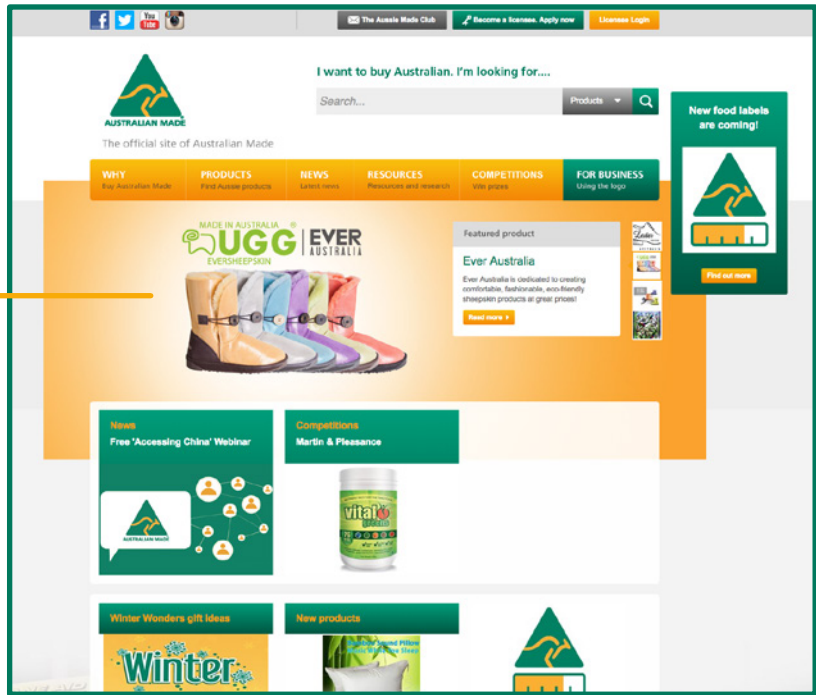 You
Tube
The Aussie Made Club
Become a licensee. Apply now
Licensee Login
I want to buy Australian. I'm looking for....
Search...
Products
AUSTRALIAN MADE
The official site of Australian Made
New food labels
are coming!
Find out more
WHY
Buy Australian Made
PRODUCTS
Find Aussie products
NEWS
Latest news
RESOURCES
Resources and research
COMPETITIONS
Win prizes
FOR BUSINESS
Using the logo
MADE IN AUSTRALIA ®
UGG
EVERSHEEPSKIN
EVER
AUSTRALIA
Featured product
Ever Australia
Ever Australia is dedicated to creating
comfortable, fashionable, eco-friendly
sheepskin products at great prices!
Read more
News
Free 'Accessing China' Webinar
AUSTRALIAN MADE
Competitions
Martin & Pleasance
vital
greens
Winter Wonders gift ideas
Winter
New products